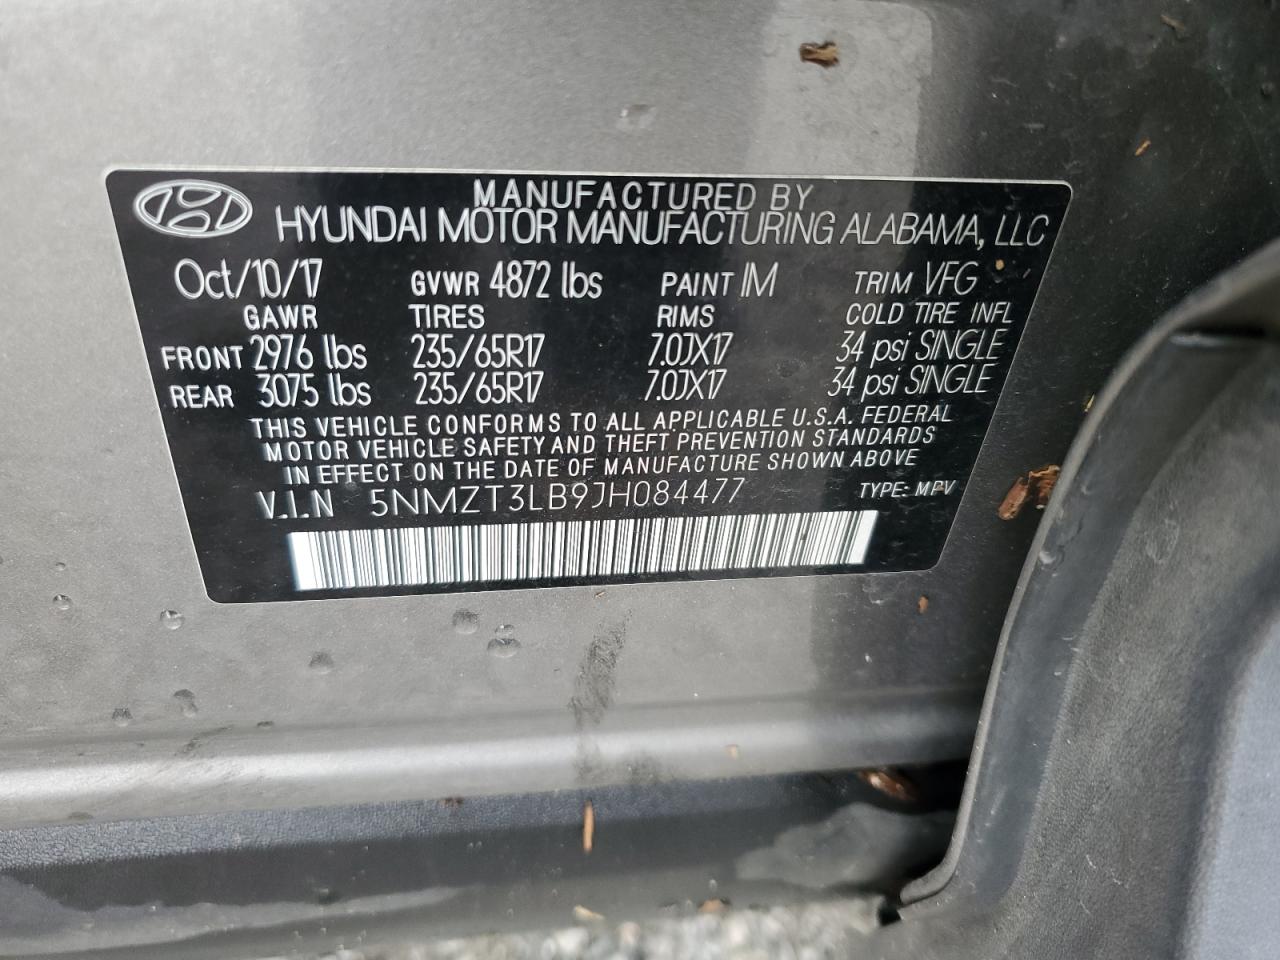 MANUFACTURED BY
HYUNDAI MOTOR MANUFACTURING ALABAMA, LLC
Oct/10/17 GVWR 4872 lbs PAINT IM TRIM VFG
GAWR TIRES RIMS COLD TIRE INFL
FRONT 2976 lbs 235/65R17 7.0JX17 34 psi SINGLE
REAR 3075 lbs 235/65R17 7.0JX17 34 psi SINGLE
THIS VEHICLE CONFORMS TO ALL APPLICABLE U.S.A. FEDERAL
MOTOR VEHICLE SAFETY AND THEFT PREVENTION STANDARDS
IN EFFECT ON THE DATE OF MANUFACTURE SHOWN ABOVE
V.I.N 5NMZT3LB9JH084477 TYPE: MPV